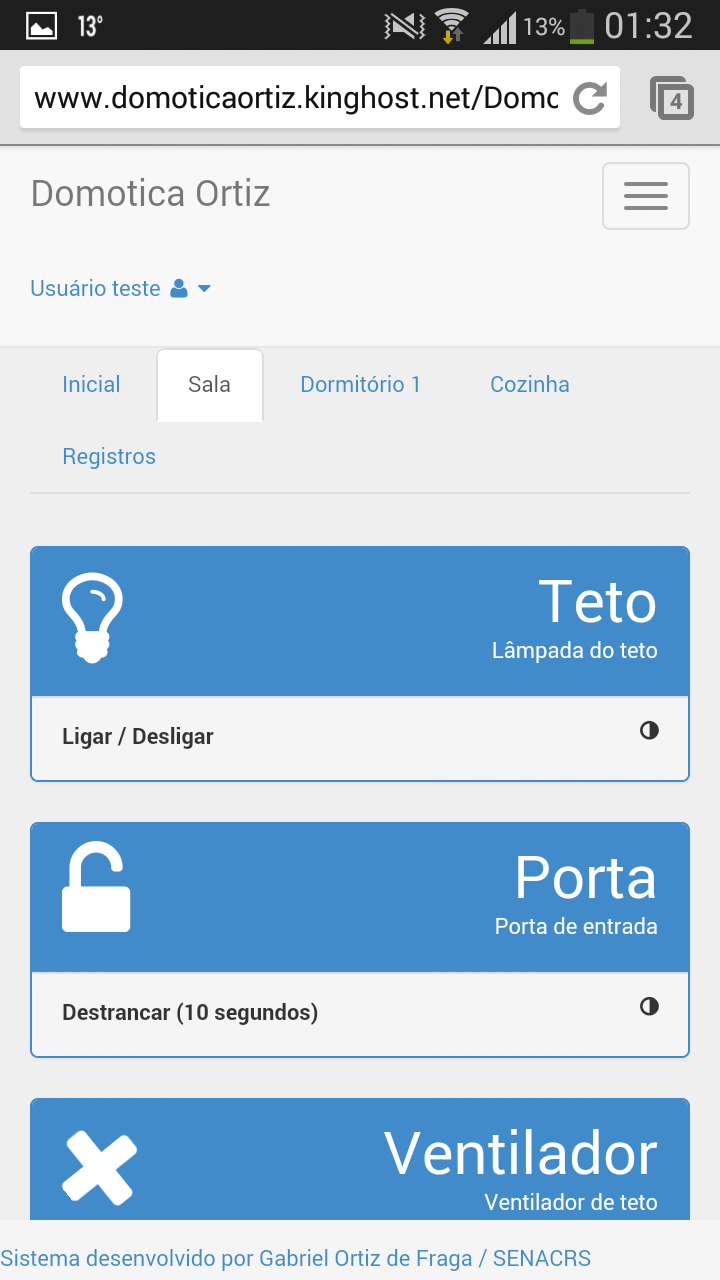 13°
13%
01:32
www.domoticaortiz.kinghost.net/Domo
4
Domotica Ortiz
Usuário teste
Inicial
Sala
Dormitório 1
Cozinha
Registros
Teto
Lâmpada do teto
Ligar / Desligar
Porta
Porta de entrada
Destrancar (10 segundos)
Ventilador
Ventilador de teto
Sistema desenvolvido por Gabriel Ortiz de Fraga / SENACRS